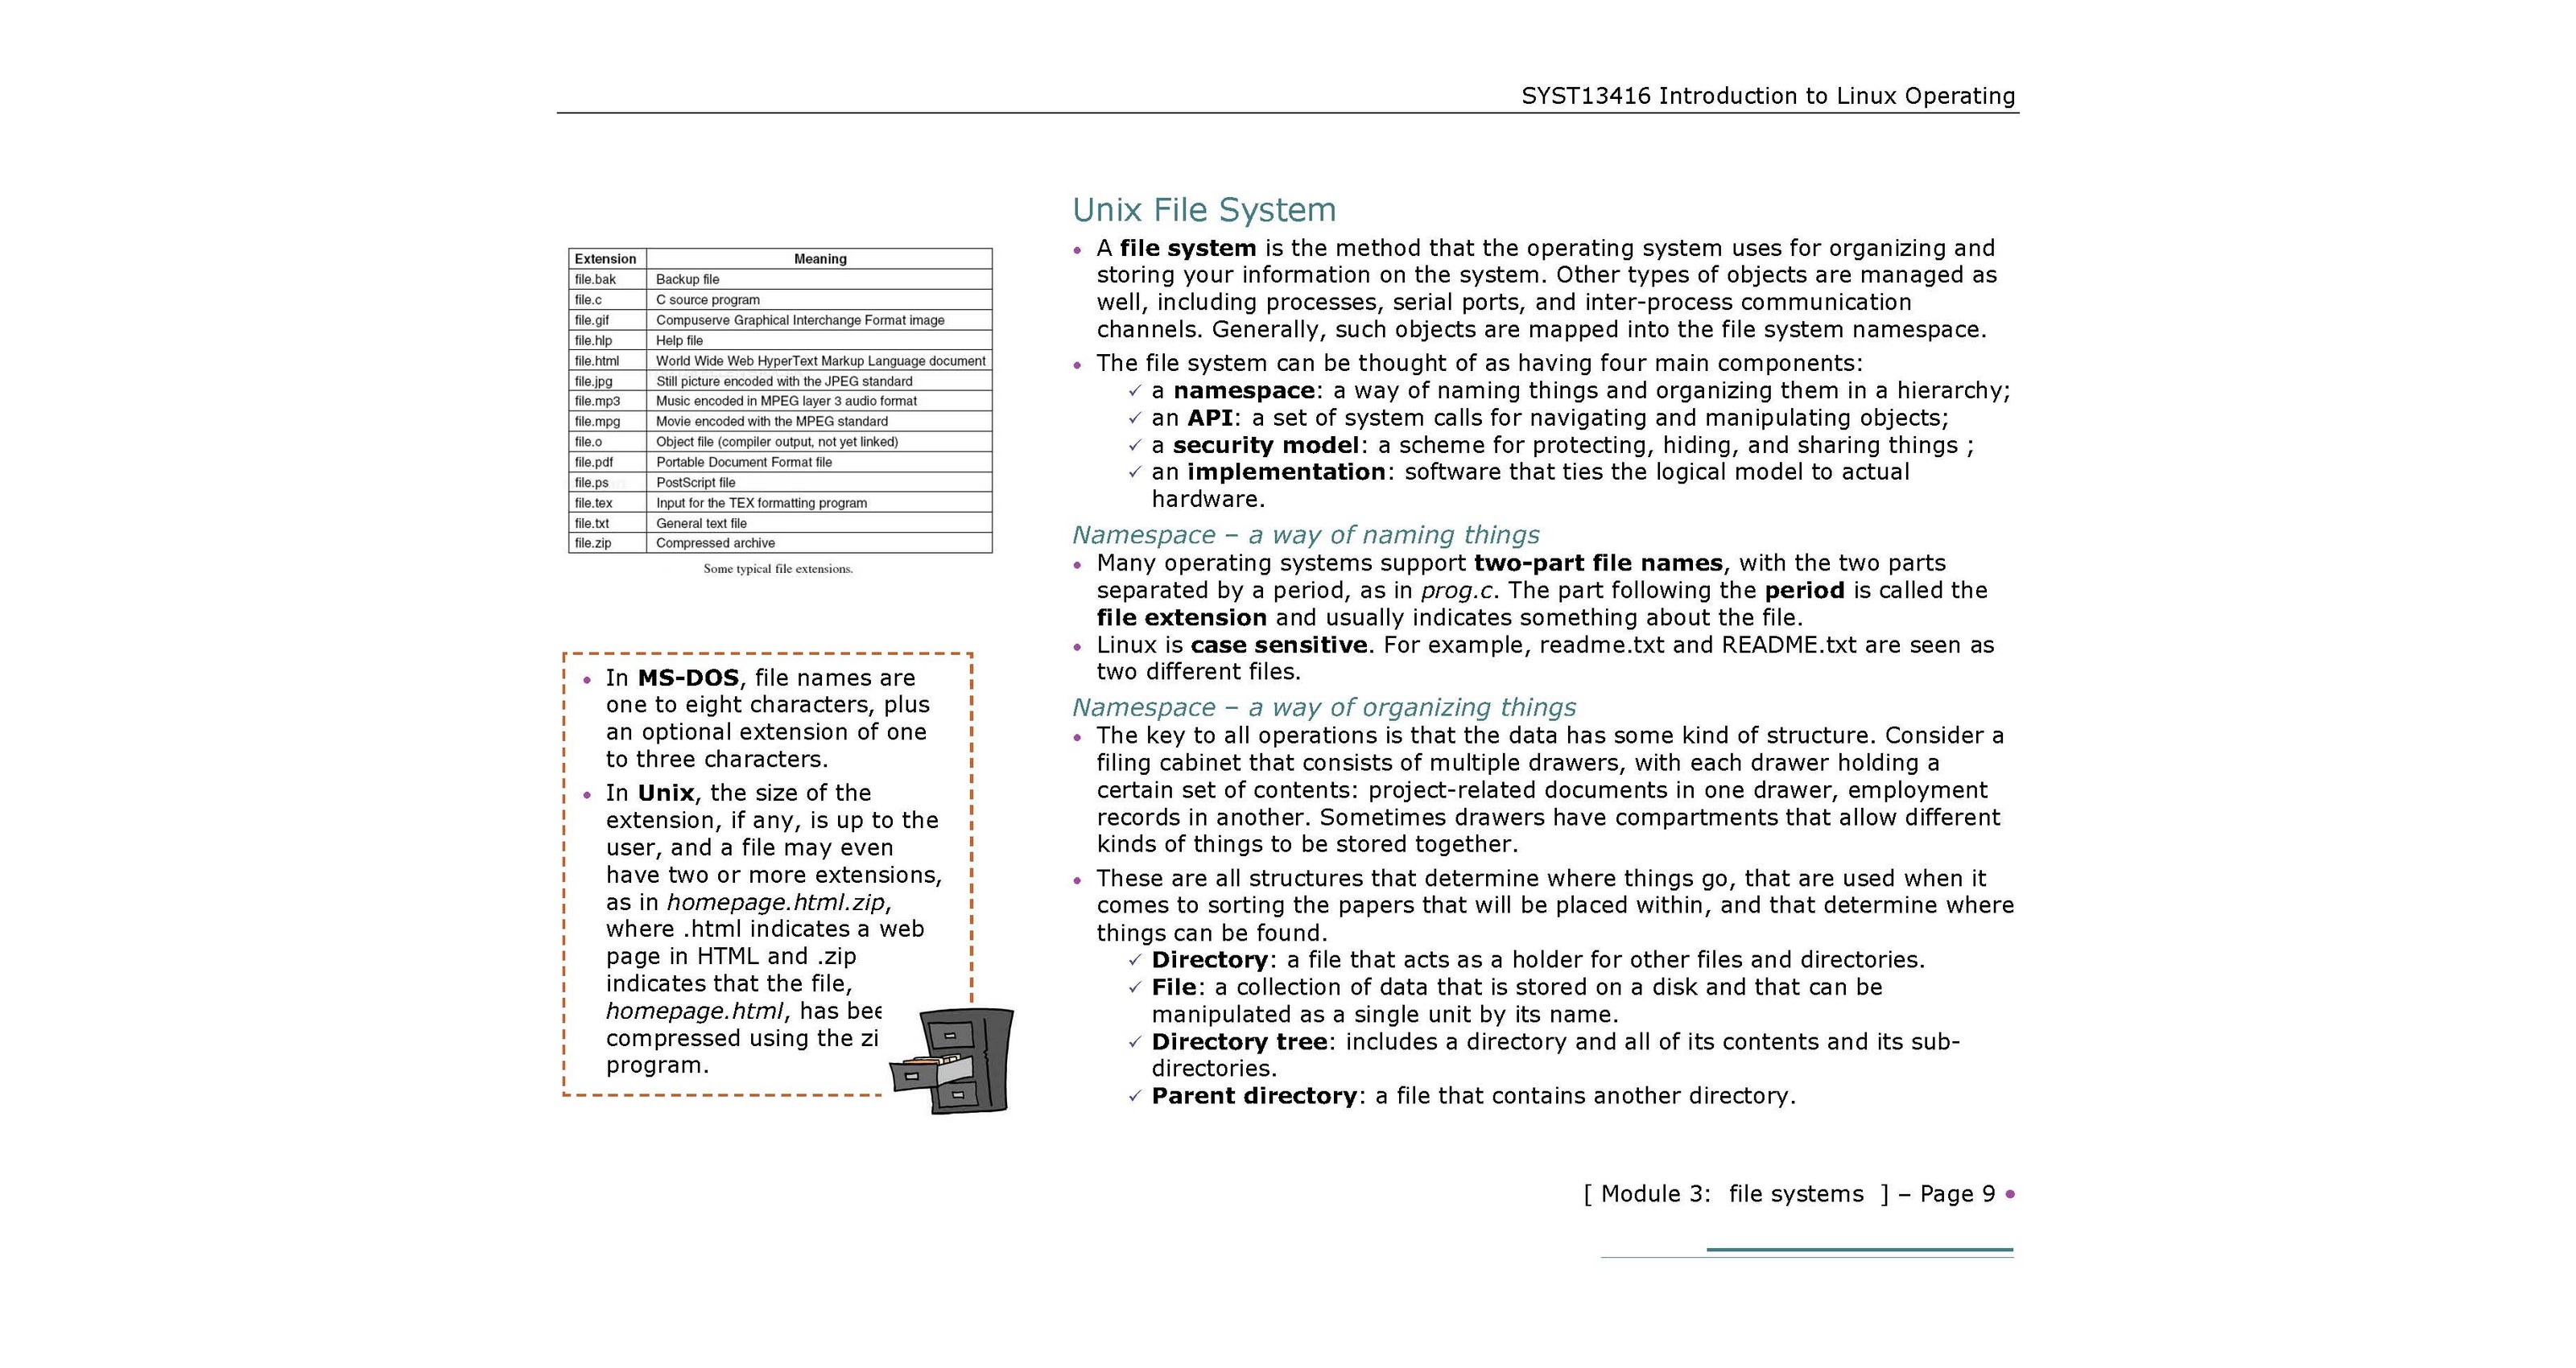 SYST13416 Introduction to Linux Operating
Extension Meaning
file.bak Backup file
file.c C source program
file.gif Compuserve Graphical Interchange Format image
file.hlp Help file
file.html World Wide Web HyperText Markup Language document
file.jpg Still picture encoded with the JPEG standard
file.mp3 Music encoded in MPEG layer 3 audio format
file.mpg Movie encoded with the MPEG standard
file.o Object file (compiler output, not yet linked)
file.pdf Portable Document Format file
file.ps PostScript file
file.tex Input for the TEX formatting program
file.txt General text file
file.zip Compressed archive
Some typical file extensions.
• In MS-DOS, file names are
one to eight characters, plus
an optional extension of one
to three characters.
• In Unix, the size of the
extension, if any, is up to the
user, and a file may even
have two or more extensions,
as in homepage.html.zip,
where .html indicates a web
page in HTML and .zip
indicates that the file,
homepage.html, has bee
compressed using the zi
program.
Unix File System
• A file system is the method that the operating system uses for organizing and
storing your information on the system. Other types of objects are managed as
well, including processes, serial ports, and inter-process communication
channels. Generally, such objects are mapped into the file system namespace.
• The file system can be thought of as having four main components:
✓ a namespace: a way of naming things and organizing them in a hierarchy;
✓ an API: a set of system calls for navigating and manipulating objects;
✓ a security model: a scheme for protecting, hiding, and sharing things ;
✓ an implementation: software that ties the logical model to actual
hardware.
Namespace – a way of naming things
• Many operating systems support two-part file names, with the two parts
separated by a period, as in prog.c. The part following the period is called the
file extension and usually indicates something about the file.
• Linux is case sensitive. For example, readme.txt and README.txt are seen as
two different files.
Namespace – a way of organizing things
• The key to all operations is that the data has some kind of structure. Consider a
filing cabinet that consists of multiple drawers, with each drawer holding a
certain set of contents: project-related documents in one drawer, employment
records in another. Sometimes drawers have compartments that allow different
kinds of things to be stored together.
• These are all structures that determine where things go, that are used when it
comes to sorting the papers that will be placed within, and that determine where
things can be found.
✓ Directory: a file that acts as a holder for other files and directories.
✓ File: a collection of data that is stored on a disk and that can be
manipulated as a single unit by its name.
✓ Directory tree: includes a directory and all of its contents and its sub-
directories.
✓ Parent directory: a file that contains another directory.
[ Module 3: file systems ] – Page 9 •